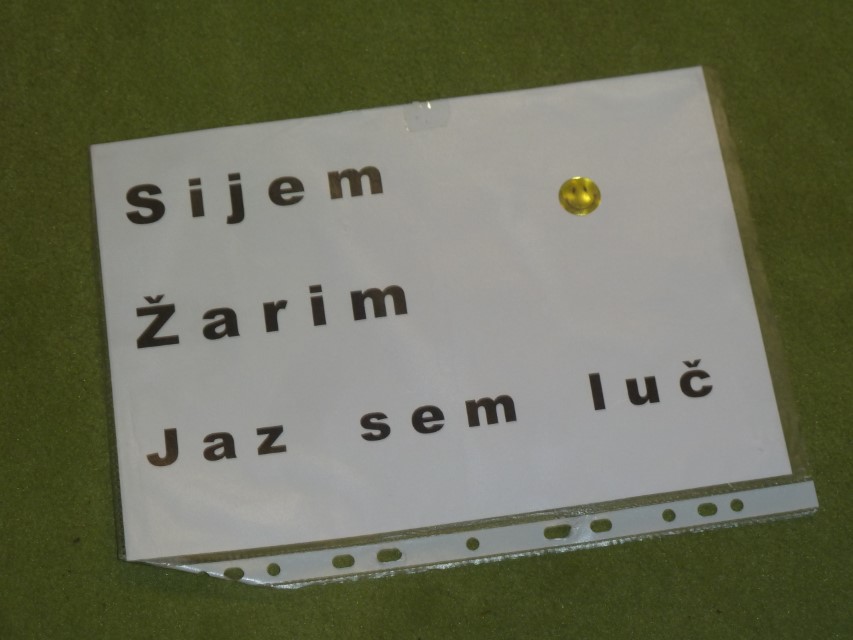 Sijem
Žarim
Jaz sem luč